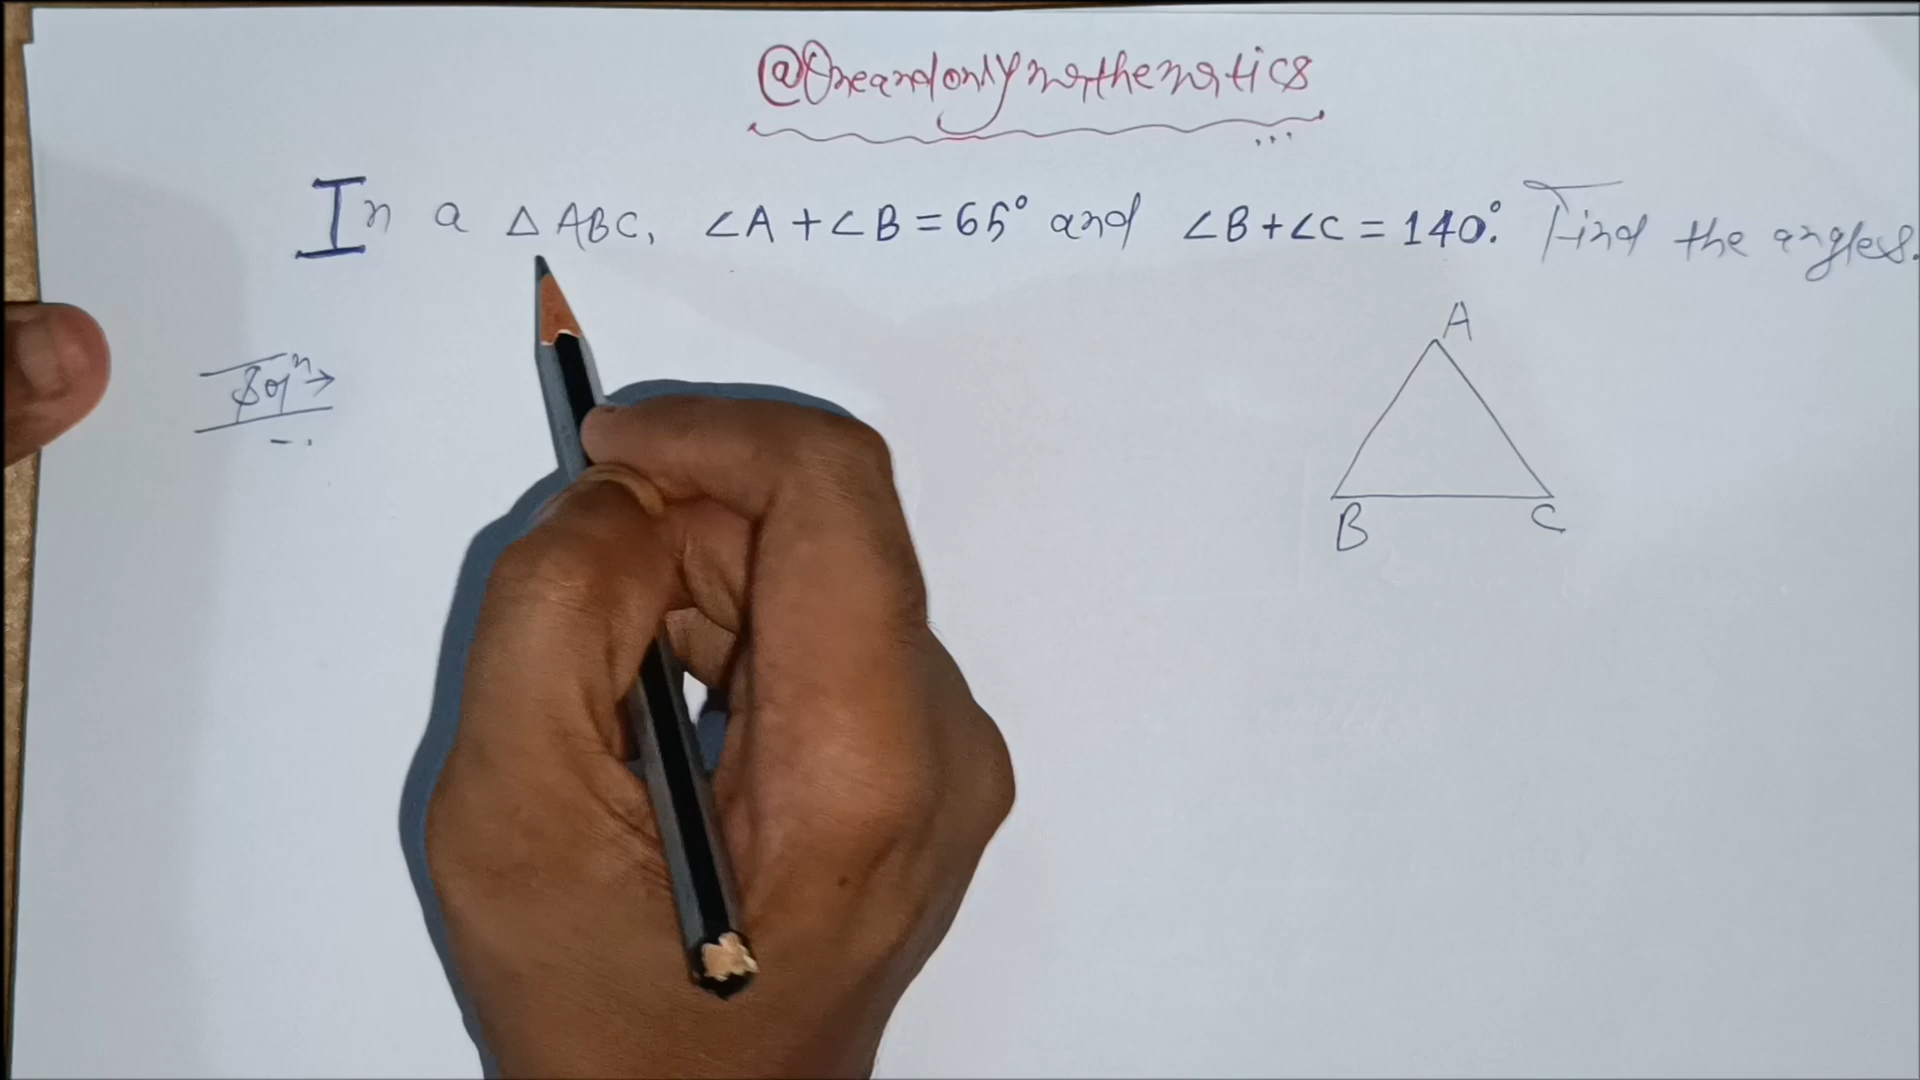 @Oneandonlymathematics
In a △ABC, ∠A+∠B=65° and ∠B+∠C=140°. Find the angles.
Solⁿ→
A
B C